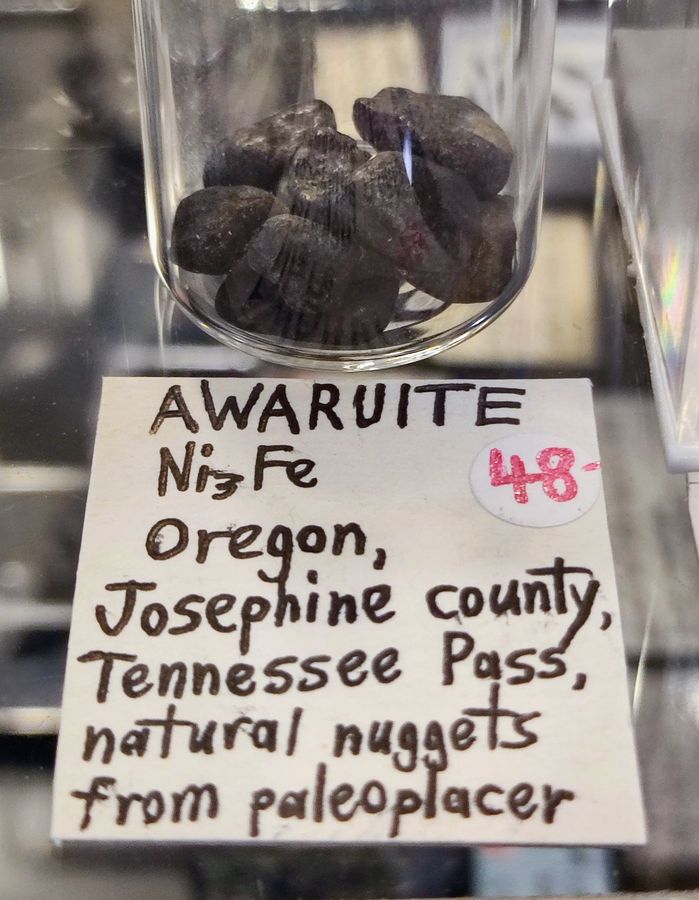 AWARUITE
Ni₃Fe
48-
Oregon,
Josephine county,
Tennessee Pass,
natural nuggets
from paleoplacer